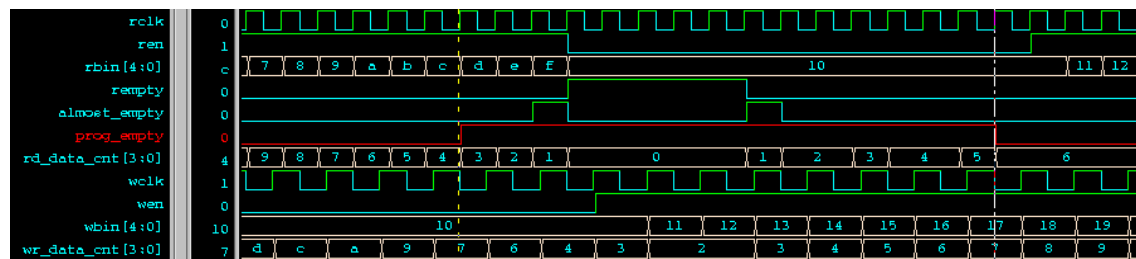 rclk 0
ren 1
rbin[4:0] c 7 8 9 a b c d e f 10 11 12
rempty 0
almost_empty 0
prog_empty 0
rd_data_cnt[3:0] 4 9 8 7 6 5 4 3 2 1 0 1 2 3 4 5 6
wclk 1
wen 0
wbin[4:0] 10 10 11 12 13 14 15 16 17 18 19
wr_data_cnt[3:0] 7 d c a 9 7 6 4 3 2 3 4 5 6 7 8 9